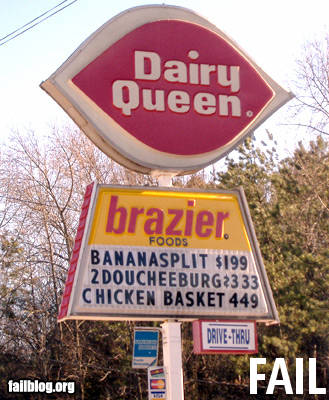 Dairy
Queen®
brazier®
FOODS
BANANASPLIT $199
2DOUCHEEBURG$333
CHICKEN BASKET 449
DRIVE-THRU
failblog.org
FAIL